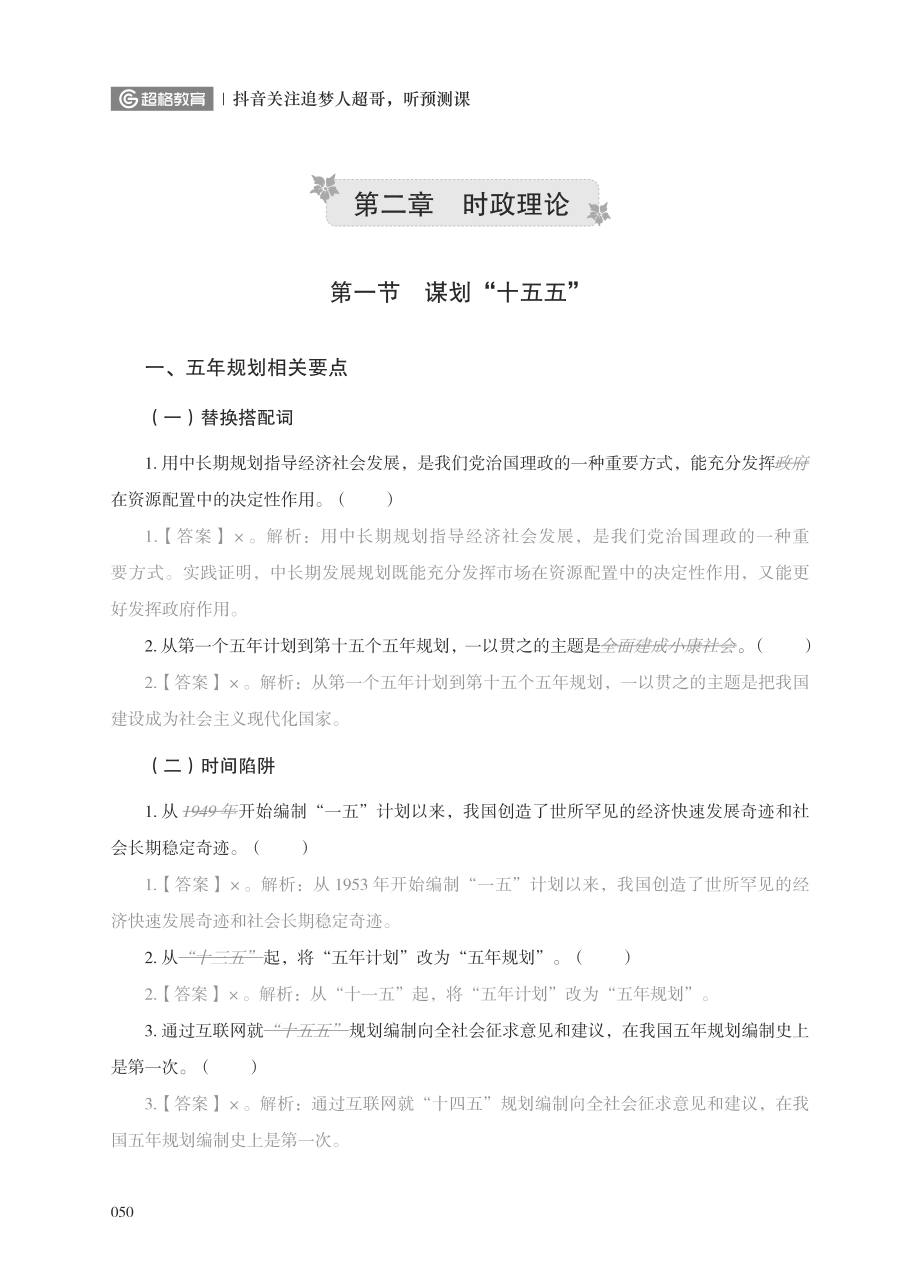 超格教育 | 抖音关注追梦人超哥，听预测课
第二章　时政理论
第一节　谋划“十五五”
一、五年规划相关要点
（一）替换搭配词
1. 用中长期规划指导经济社会发展，是我们党治国理政的一种重要方式，能充分发挥政府
在资源配置中的决定性作用。（　　）
1.【答案】×。解析：用中长期规划指导经济社会发展，是我们党治国理政的一种重
要方式。实践证明，中长期发展规划既能充分发挥市场在资源配置中的决定性作用，又能更
好发挥政府作用。
2. 从第一个五年计划到第十五个五年规划，一以贯之的主题是全面建成小康社会。（　　）
2.【答案】×。解析：从第一个五年计划到第十五个五年规划，一以贯之的主题是把我国
建设成为社会主义现代化国家。
（二）时间陷阱
1. 从 1949 年开始编制“一五”计划以来，我国创造了世所罕见的经济快速发展奇迹和社
会长期稳定奇迹。（　　）
1.【答案】×。解析：从 1953 年开始编制“一五”计划以来，我国创造了世所罕见的经
济快速发展奇迹和社会长期稳定奇迹。
2. 从“十三五”起，将“五年计划”改为“五年规划”。（　　）
2.【答案】×。解析：从“十一五”起，将“五年计划”改为“五年规划”。
3. 通过互联网就“十五五”规划编制向全社会征求意见和建议，在我国五年规划编制史上
是第一次。（　　）
3.【答案】×。解析：通过互联网就“十四五”规划编制向全社会征求意见和建议，在我
国五年规划编制史上是第一次。
050